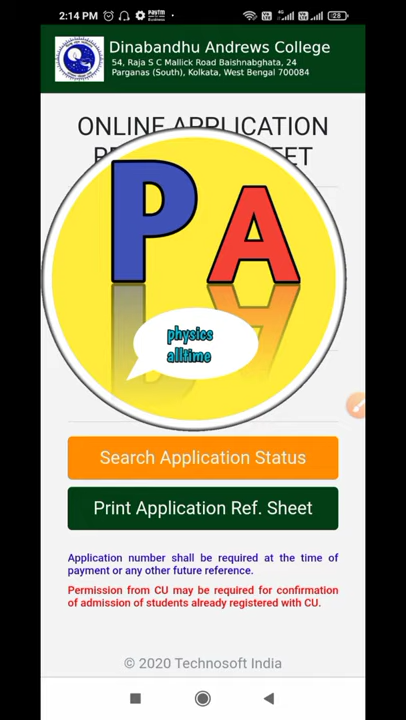 2:14 PM
28
Dinabandhu Andrews College
54, Raja S C Mallick Road Baishnabghata, 24
Parganas (South), Kolkata, West Bengal 700084
ONLINE APPLICATION
PA
physics
alltime
Search Application Status
Print Application Ref. Sheet
Application number shall be required at the time of
payment or any other future reference.
Permission from CU may be required for confirmation
of admission of students already registered with CU.
© 2020 Technosoft India